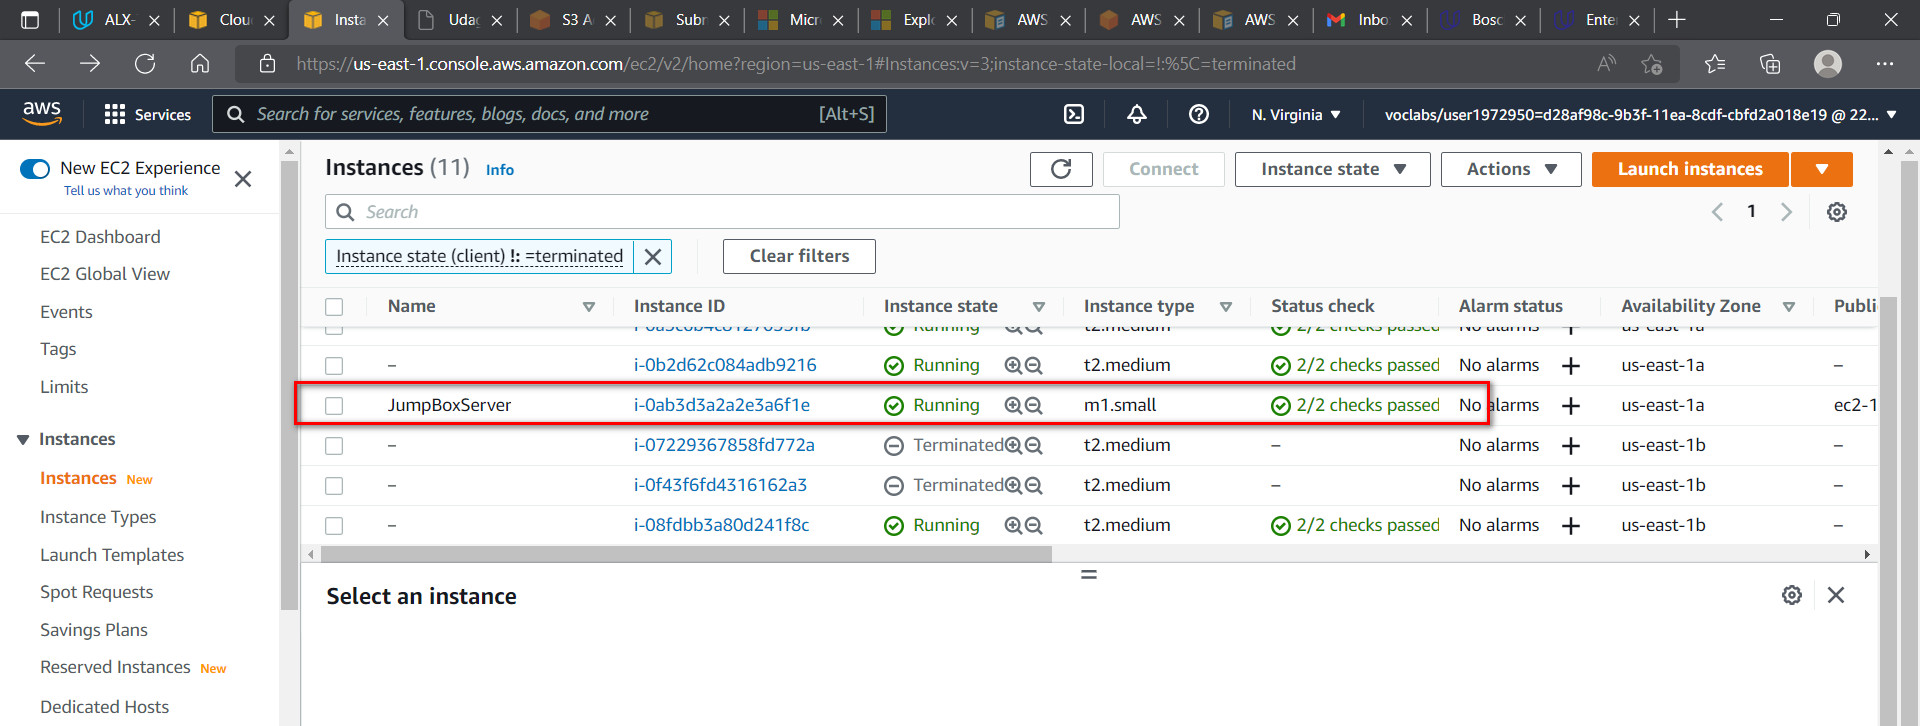 ALX-
Clou
Insta
Udag
S3 A
Subr
Micr
Explo
AWS
AWS
AWS
Inbo
Bosc
Ente
https://us-east-1.console.aws.amazon.com/ec2/v2/home?region=us-east-1#Instances:v=3;instance-state-local=!:%5C=terminated
aws
Services
Search for services, features, blogs, docs, and more [Alt+S]
N. Virginia
voclabs/user1972950=d28af98c-9b3f-11ea-8cdf-cbfd2a018e19 @ 22...
New EC2 Experience
Tell us what you think
EC2 Dashboard
EC2 Global View
Events
Tags
Limits
Instances
Instances New
Instance Types
Launch Templates
Spot Requests
Savings Plans
Reserved Instances New
Dedicated Hosts
Instances (11) Info
Connect
Instance state
Actions
Launch instances
Search
1
Instance state (client) !: =terminated
Clear filters
Name Instance ID Instance state Instance type Status check Alarm status Availability Zone Publi
Running t2.medium 2/2 checks passed No alarms us-east-1a
– i-0b2d62c084adb9216 Running t2.medium 2/2 checks passed No alarms us-east-1a –
JumpBoxServer i-0ab3d3a2a2e3a6f1e Running m1.small 2/2 checks passed No alarms us-east-1a ec2-1
– i-07229367858fd772a Terminated t2.medium – No alarms us-east-1b –
– i-0f43f6fd4316162a3 Terminated t2.medium – No alarms us-east-1b –
– i-08fdbb3a80d241f8c Running t2.medium 2/2 checks passed No alarms us-east-1b –
Select an instance